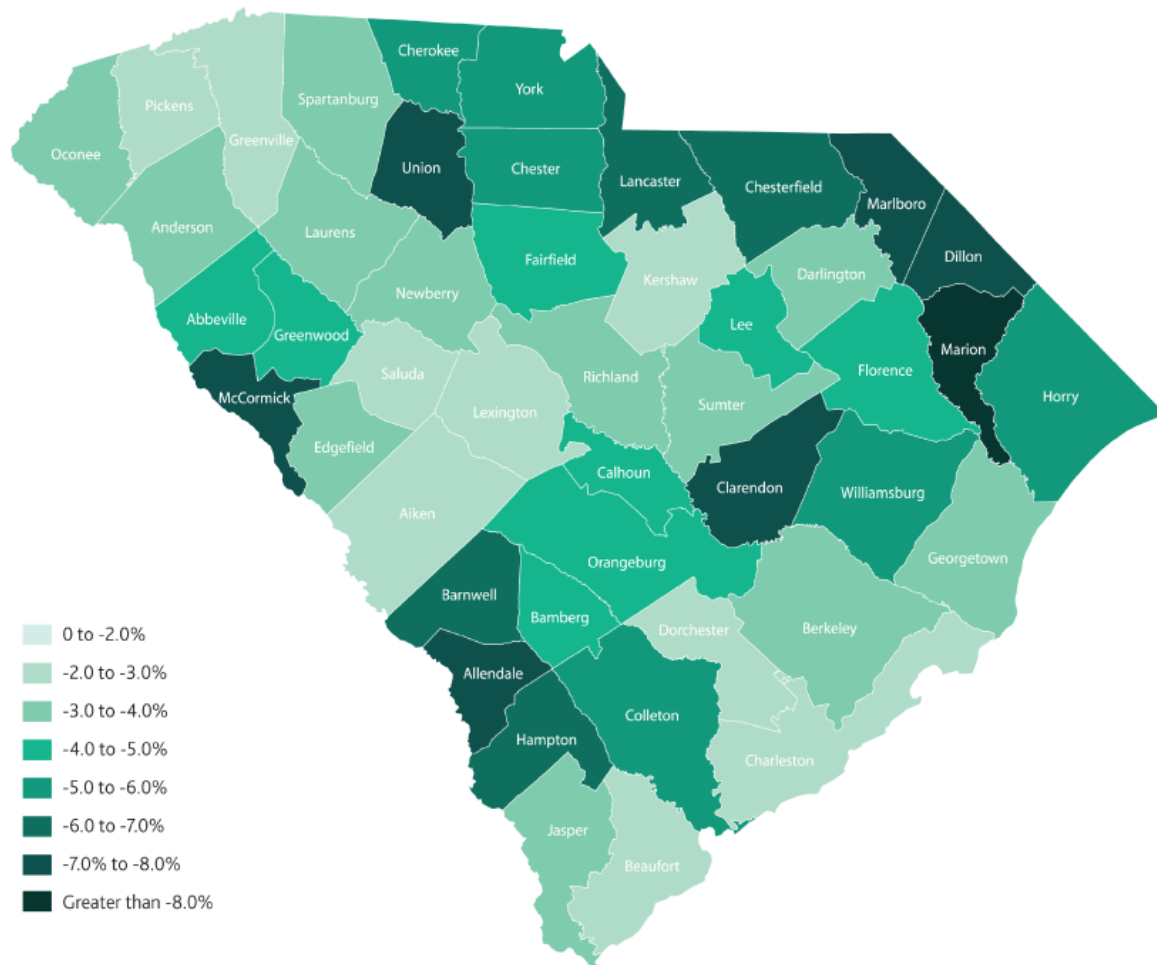 Cherokee
York
Spartanburg
Pickens
Greenville
Oconee
Union
Chester
Lancaster
Chesterfield
Marlboro
Anderson
Laurens
Fairfield
Dillon
Darlington
Kershaw
Newberry
Abbeville
Greenwood
Lee
Marion
Saluda
Richland
Florence
McCormick
Horry
Lexington
Sumter
Edgefield
Calhoun
Clarendon
Williamsburg
Aiken
Georgetown
Orangeburg
Barnwell
Bamberg
Dorchester
Berkeley
Allendale
Colleton
Hampton
Charleston
Jasper
Beaufort
0 to -2.0%
-2.0 to -3.0%
-3.0 to -4.0%
-4.0 to -5.0%
-5.0 to -6.0%
-6.0 to -7.0%
-7.0% to -8.0%
Greater than -8.0%